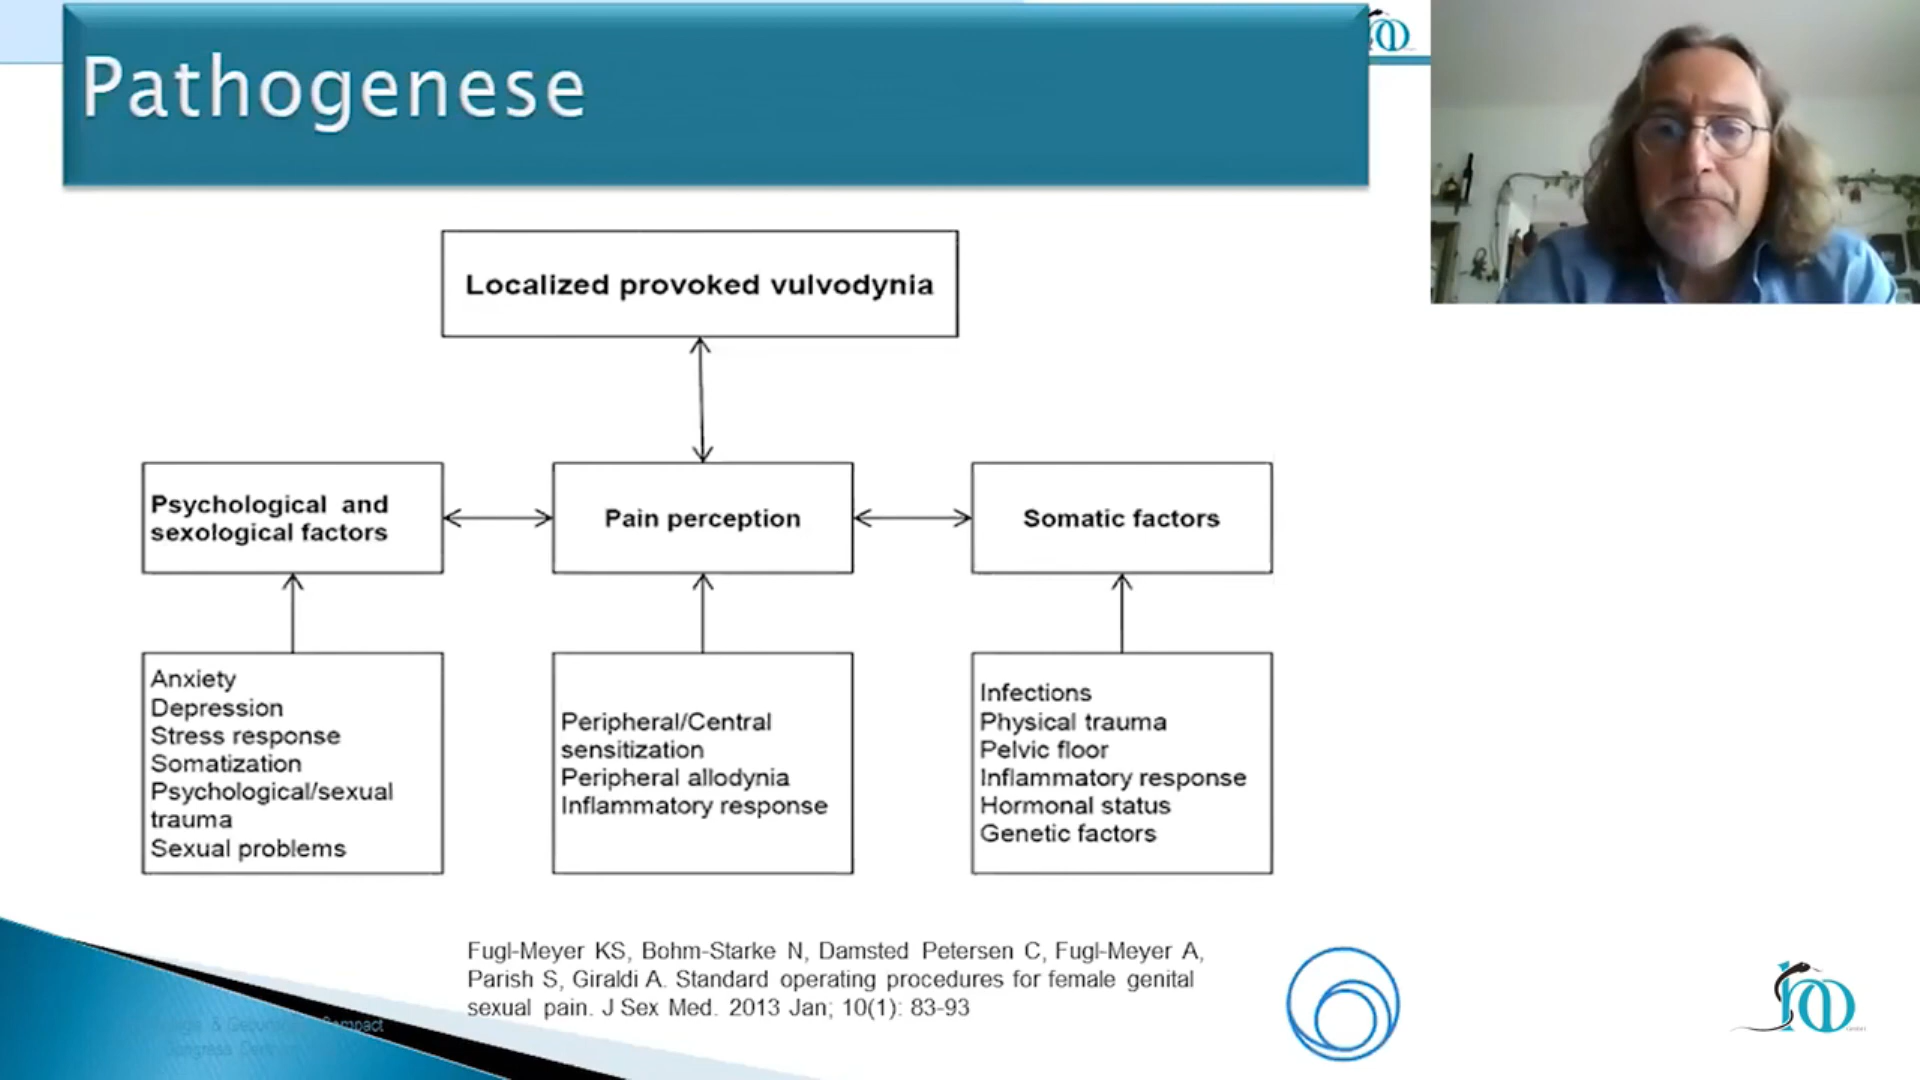 Pathogenese
Localized provoked vulvodynia
Psychological and
sexological factors
Pain perception
Somatic factors
Anxiety
Depression
Stress response
Somatization
Psychological/sexual
trauma
Sexual problems
Peripheral/Central
sensitization
Peripheral allodynia
Inflammatory response
Infections
Physical trauma
Pelvic floor
Inflammatory response
Hormonal status
Genetic factors
Fugl-Meyer KS, Bohm-Starke N, Damsted Petersen C, Fugl-Meyer A,
Parish S, Giraldi A. Standard operating procedures for female genital
sexual pain. J Sex Med. 2013 Jan; 10(1): 83-93